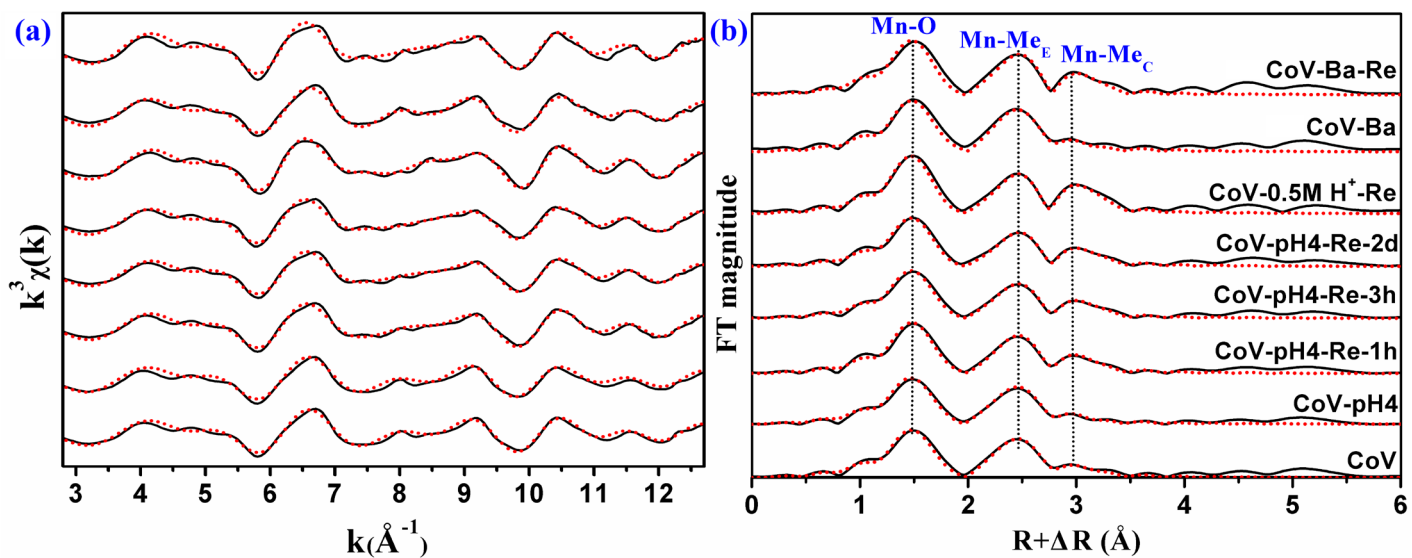 (a)
k³χ(k)
3 4 5 6 7 8 9 10 11 12
k(Å⁻¹)
(b)
Mn-O
Mn-Me_E
Mn-Me_C
CoV-Ba-Re
CoV-Ba
CoV-0.5M H⁺-Re
CoV-pH4-Re-2d
CoV-pH4-Re-3h
CoV-pH4-Re-1h
CoV-pH4
CoV
FT magnitude
0 1 2 3 4 5 6
R+ΔR (Å)